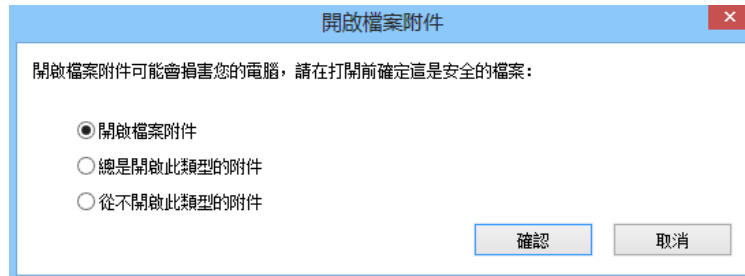 開啟檔案附件
開啟檔案附件可能會損害您的電腦，請在打開前確定這是安全的檔案：
開啟檔案附件
總是開啟此類型的附件
從不開啟此類型的附件
確認 取消